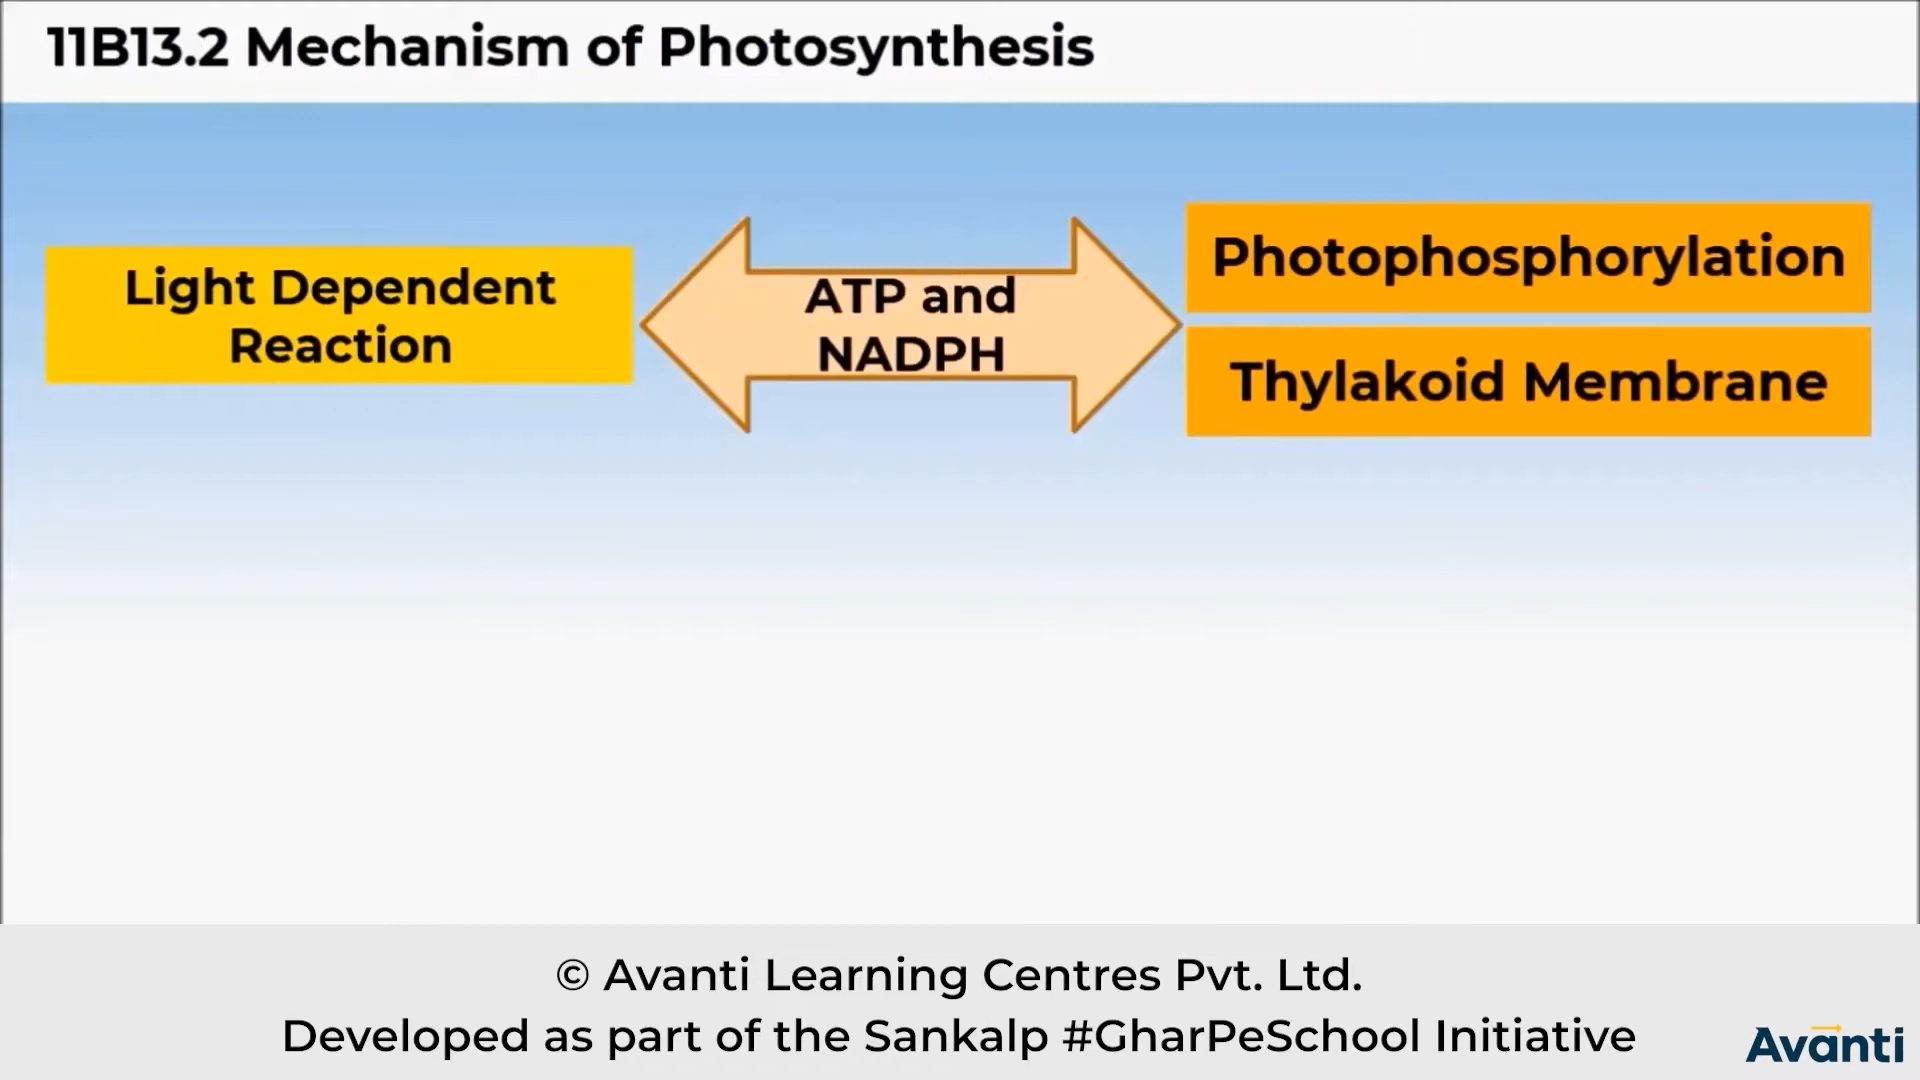 11B13.2 Mechanism of Photosynthesis
Light Dependent
Reaction
ATP and
NADPH
Photophosphorylation
Thylakoid Membrane
© Avanti Learning Centres Pvt. Ltd.
Developed as part of the Sankalp #GharPeSchool Initiative
Avanti